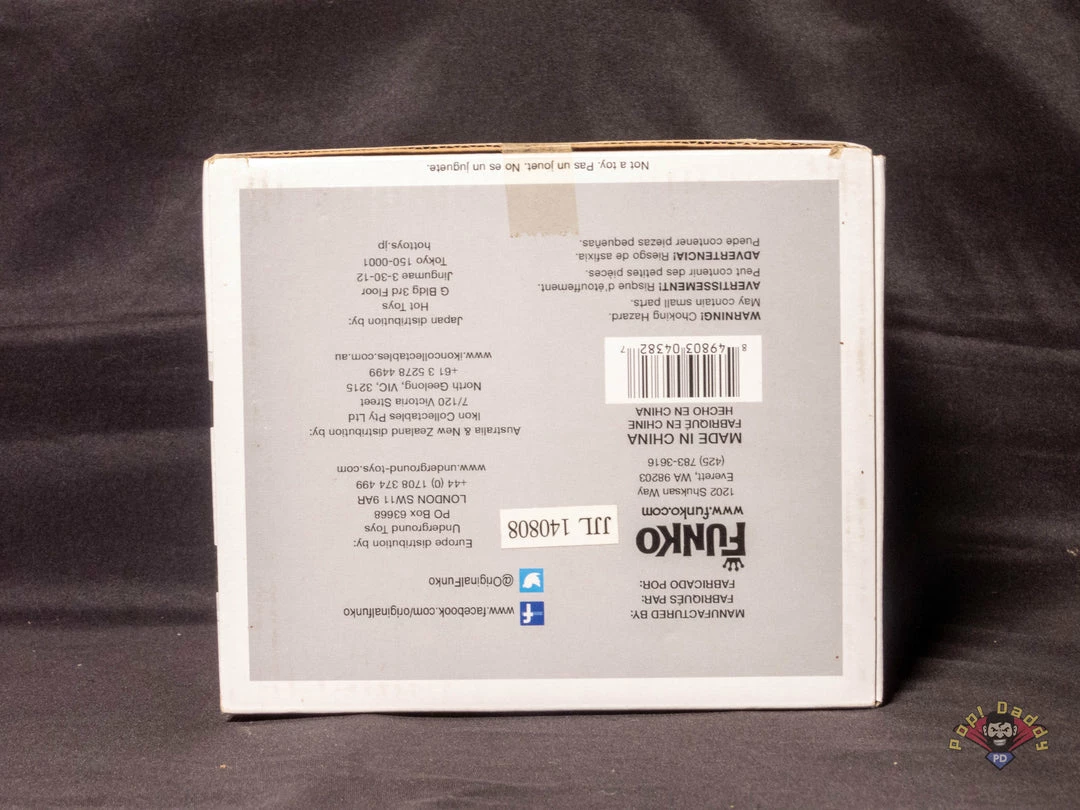 MANUFACTURED BY:
FABRIQUÉS PAR:
FABRICADO POR:
FUNKO
www.funko.com
1202 Shuksan Way
Everett, WA 98203
(425) 783-3616
MADE IN CHINA
FABRIQUÉ EN CHINE
HECHO EN CHINA
8 49803 04382 7
WARNING! Choking Hazard.
May contain small parts.
AVERTISSEMENT! Risque d'étouffement.
Peut contenir des petites pièces.
ADVERTENCIA! Riesgo de asfixia.
Puede contener piezas pequeñas.
f www.facebook.com/originalfunko
@OriginalFunko
JJL 140808
Europe distribution by:
Underground Toys
PO Box 63668
LONDON SW11 9AR
+44 (0) 1708 374 499
www.underground-toys.com
Australia & New Zealand distribution by:
Ikon Collectables Pty Ltd
7/120 Victoria Street
North Geelong, VIC, 3215
+61 3 5278 4499
www.ikoncollectables.com.au
Japan distribution by:
Hot Toys
G Bldg 3rd Floor
Jingumae 3-30-12
Tokyo 150-0001
hottoys.jp
Not a toy. Pas un jouet. No es un juguete.
pop! Daddy
PD